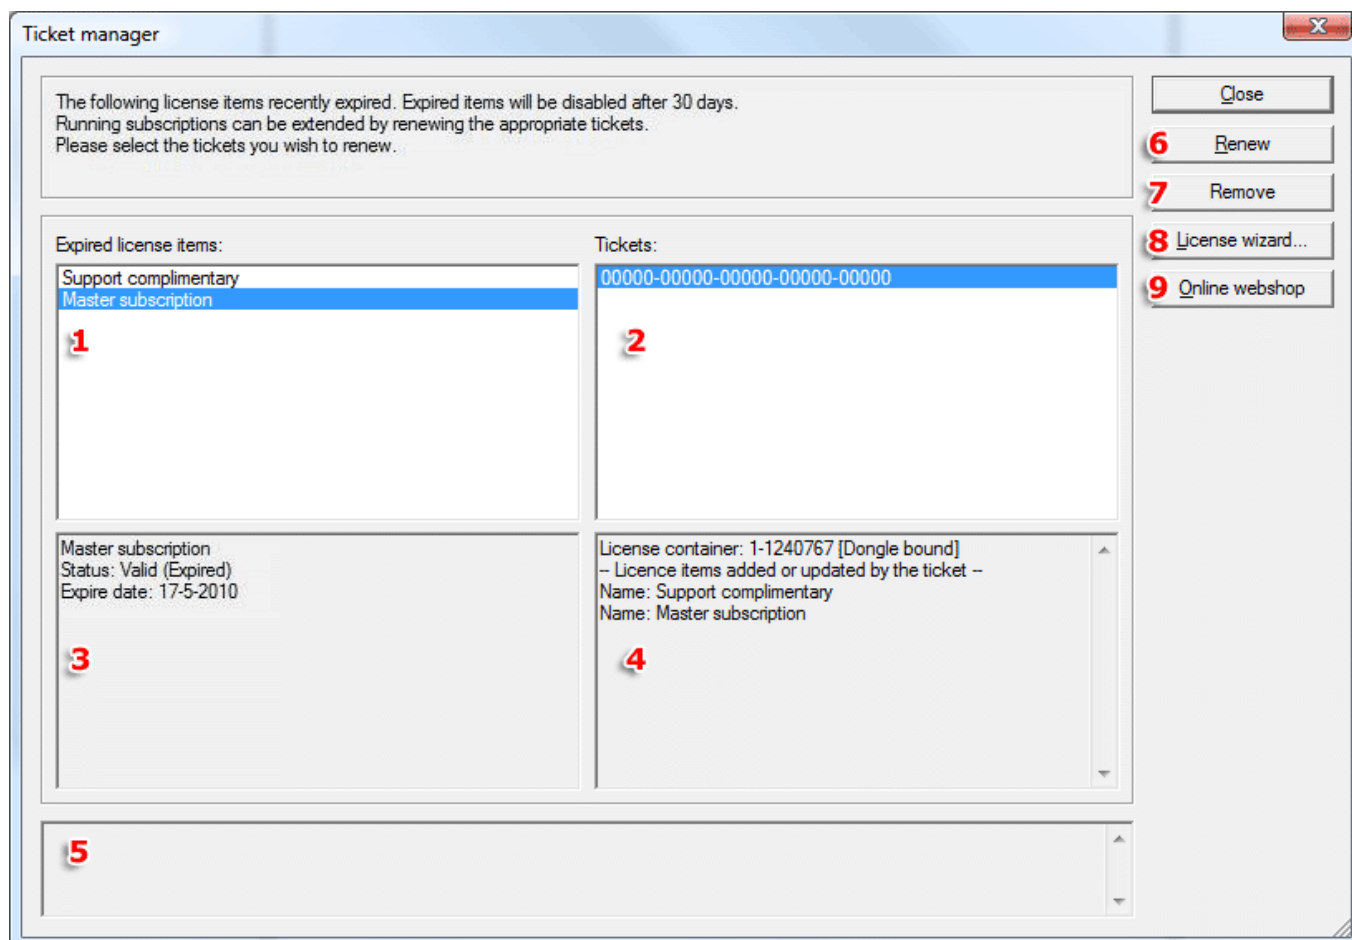 Ticket manager
The following license items recently expired. Expired items will be disabled after 30 days.
Running subscriptions can be extended by renewing the appropriate tickets.
Please select the tickets you wish to renew.
Close
6 Renew
7 Remove
8 License wizard...
9 Online webshop
Expired license items:
Support complimentary
Master subscription
1
Tickets:
00000-00000-00000-00000-00000
2
Master subscription
Status: Valid (Expired)
Expire date: 17-5-2010
3
License container: 1-1240767 [Dongle bound]
-- Licence items added or updated by the ticket --
Name: Support complimentary
Name: Master subscription
4
5